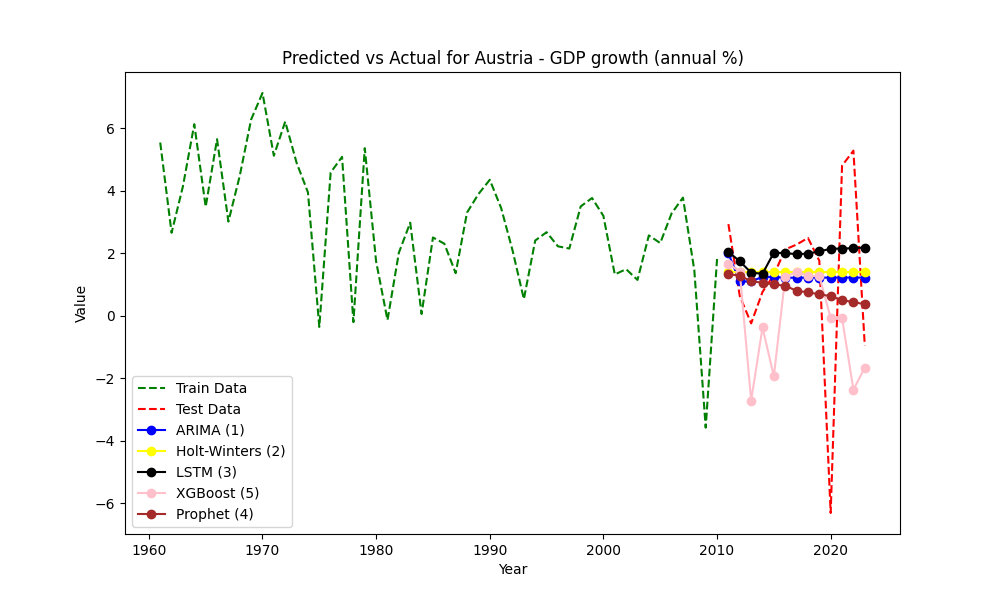 Predicted vs Actual for Austria - GDP growth (annual %)
Value
6
4
2
0
−2
−4
−6
Train Data
Test Data
ARIMA (1)
Holt-Winters (2)
LSTM (3)
XGBoost (5)
Prophet (4)
1960 1970 1980 1990 2000 2010 2020
Year